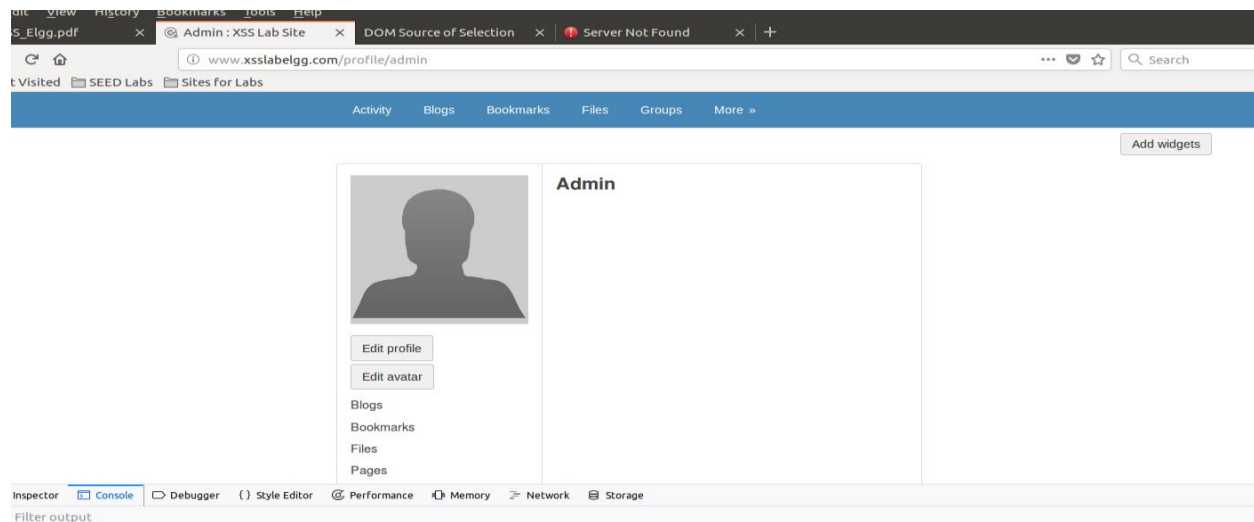 dit View History Bookmarks Tools Help
SS_Elgg.pdf × Admin : XSS Lab Site × DOM Source of Selection × Server Not Found × +
www.xsslabelgg.com/profile/admin ··· Search
t Visited SEED Labs Sites for Labs
Activity Blogs Bookmarks Files Groups More »
Add widgets
Admin
Edit profile
Edit avatar
Blogs
Bookmarks
Files
Pages
Inspector Console Debugger {} Style Editor Performance Memory Network Storage
Filter output